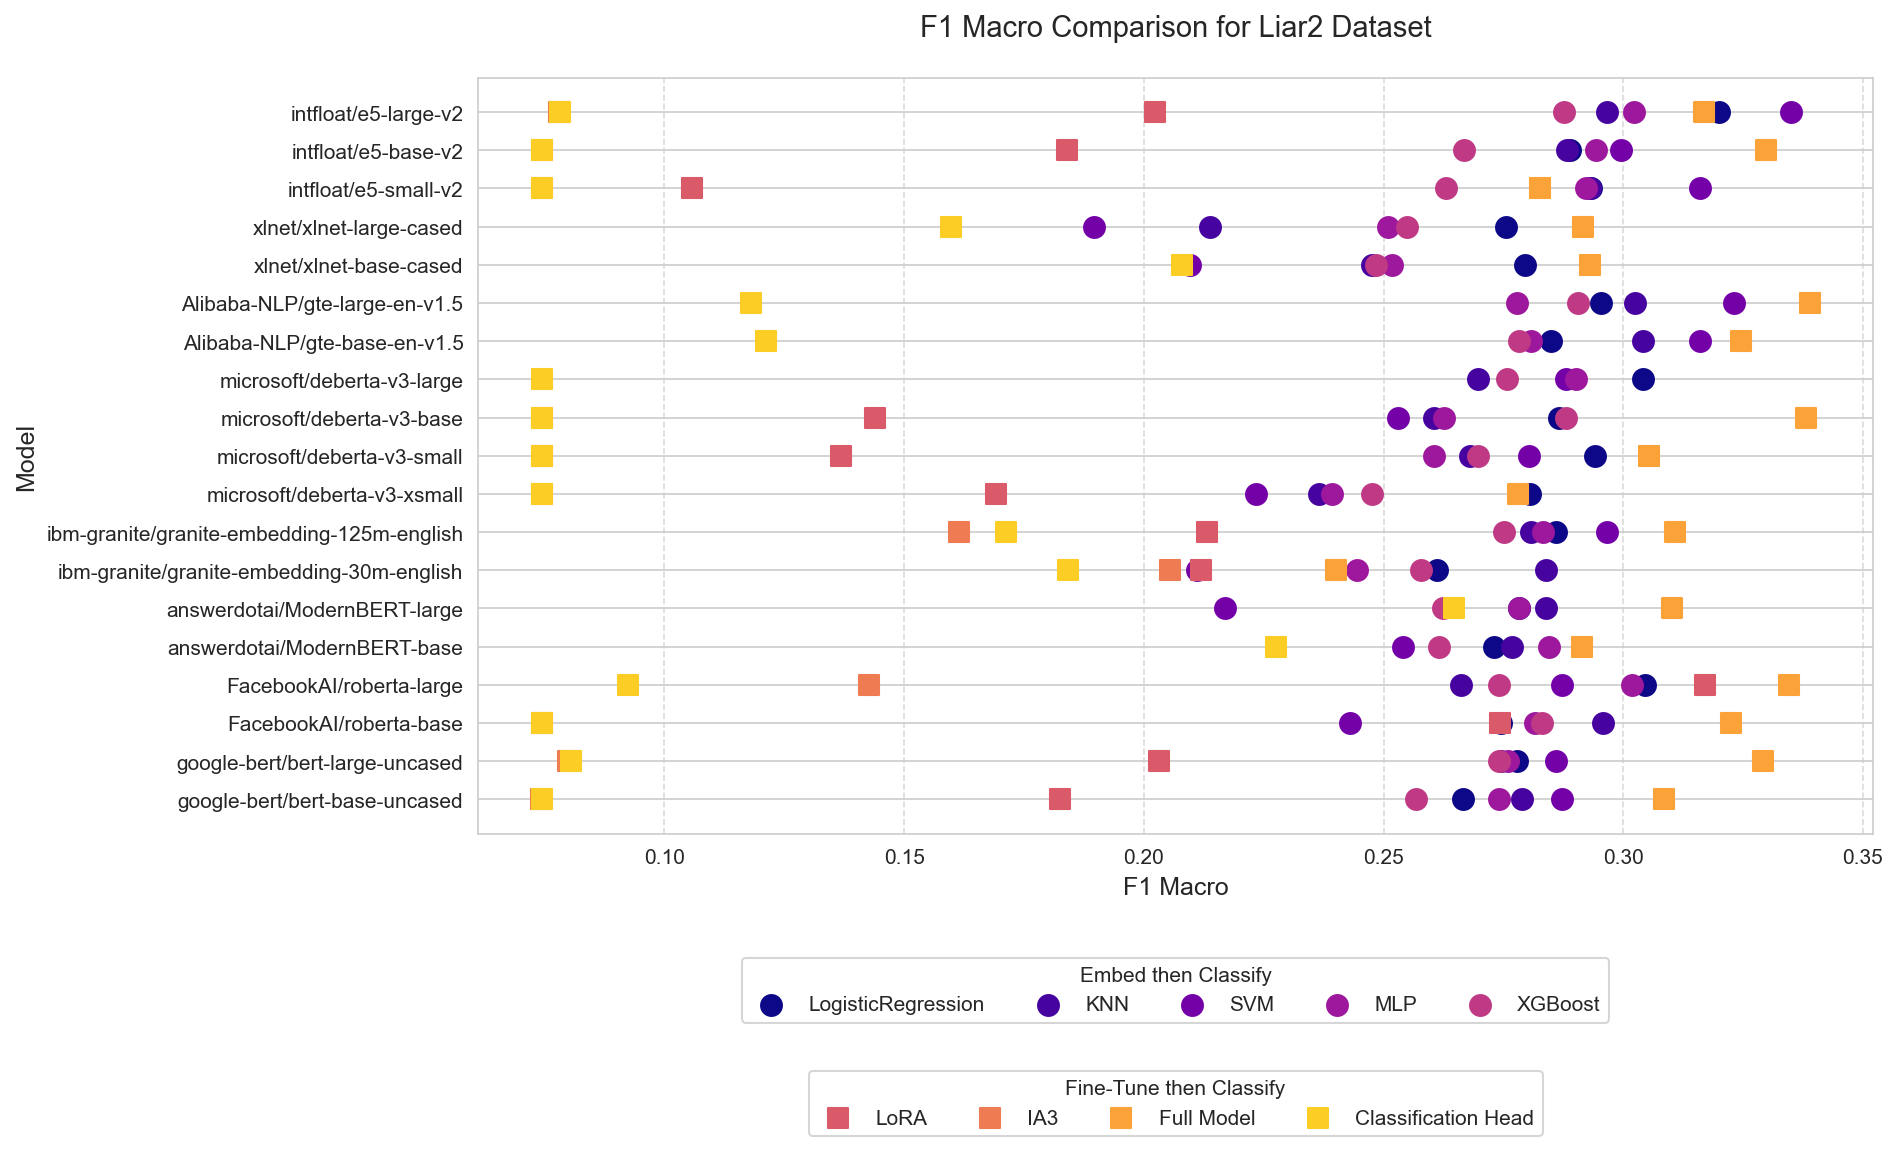 F1 Macro Comparison for Liar2 Dataset
Model
intfloat/e5-large-v2
intfloat/e5-base-v2
intfloat/e5-small-v2
xlnet/xlnet-large-cased
xlnet/xlnet-base-cased
Alibaba-NLP/gte-large-en-v1.5
Alibaba-NLP/gte-base-en-v1.5
microsoft/deberta-v3-large
microsoft/deberta-v3-base
microsoft/deberta-v3-small
microsoft/deberta-v3-xsmall
ibm-granite/granite-embedding-125m-english
ibm-granite/granite-embedding-30m-english
answerdotai/ModernBERT-large
answerdotai/ModernBERT-base
FacebookAI/roberta-large
FacebookAI/roberta-base
google-bert/bert-large-uncased
google-bert/bert-base-uncased
0.10 0.15 0.20 0.25 0.30 0.35
F1 Macro
Embed then Classify
LogisticRegression KNN SVM MLP XGBoost
Fine-Tune then Classify
LoRA IA3 Full Model Classification Head